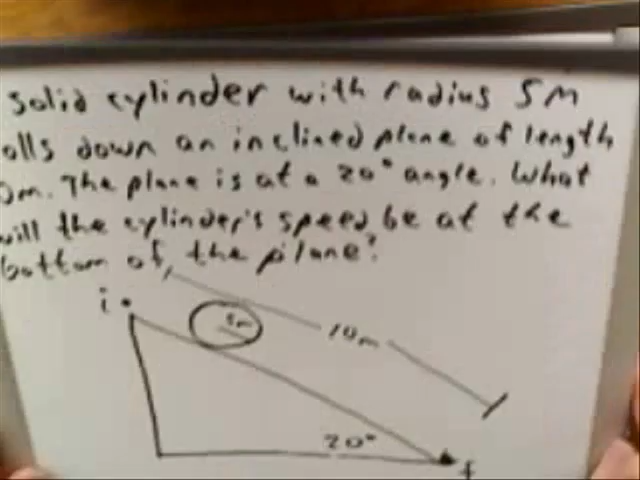 solid cylinder with radius 5m
olls down an inclined plane of length
0m. The plane is at a 20° angle. What
will the cylinder's speed be at the
bottom of the plane?
i
5m
10m
20°
f